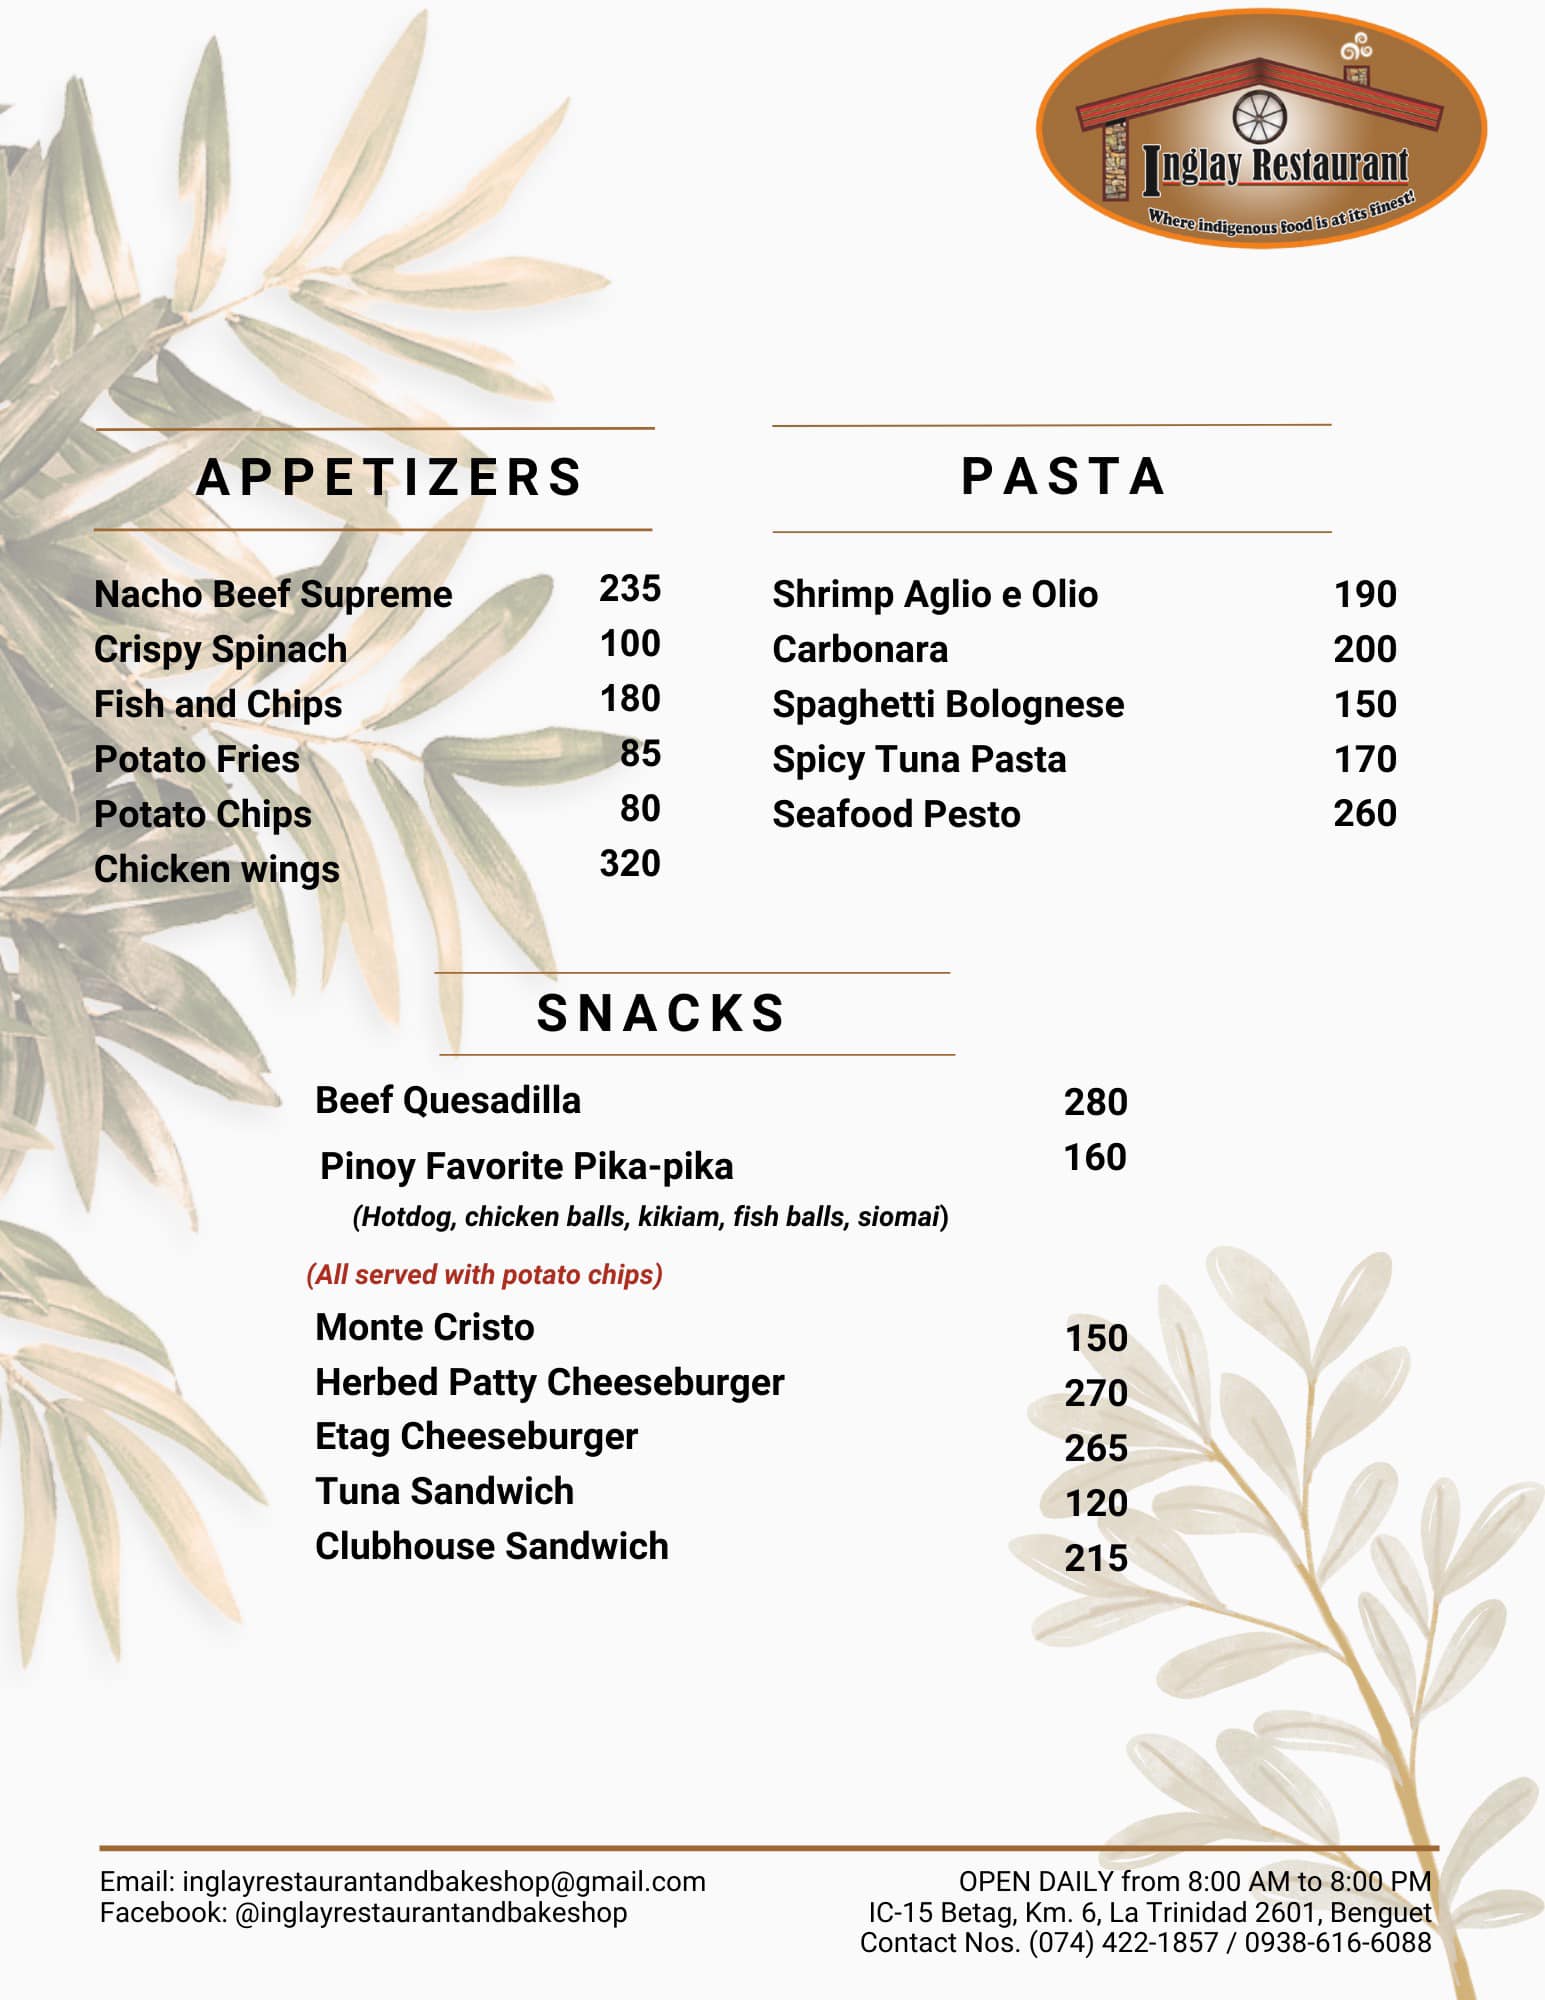 Inglay Restaurant
Where indigenous food is at its finest!
APPETIZERS
Nacho Beef Supreme 235
Crispy Spinach 100
Fish and Chips 180
Potato Fries 85
Potato Chips 80
Chicken wings 320
PASTA
Shrimp Aglio e Olio 190
Carbonara 200
Spaghetti Bolognese 150
Spicy Tuna Pasta 170
Seafood Pesto 260
SNACKS
Beef Quesadilla 280
Pinoy Favorite Pika-pika 160
(Hotdog, chicken balls, kikiam, fish balls, siomai)
(All served with potato chips)
Monte Cristo 150
Herbed Patty Cheeseburger 270
Etag Cheeseburger 265
Tuna Sandwich 120
Clubhouse Sandwich 215
Email: inglayrestaurantandbakeshop@gmail.com
Facebook: @inglayrestaurantandbakeshop
OPEN DAILY from 8:00 AM to 8:00 PM
IC-15 Betag, Km. 6, La Trinidad 2601, Benguet
Contact Nos. (074) 422-1857 / 0938-616-6088